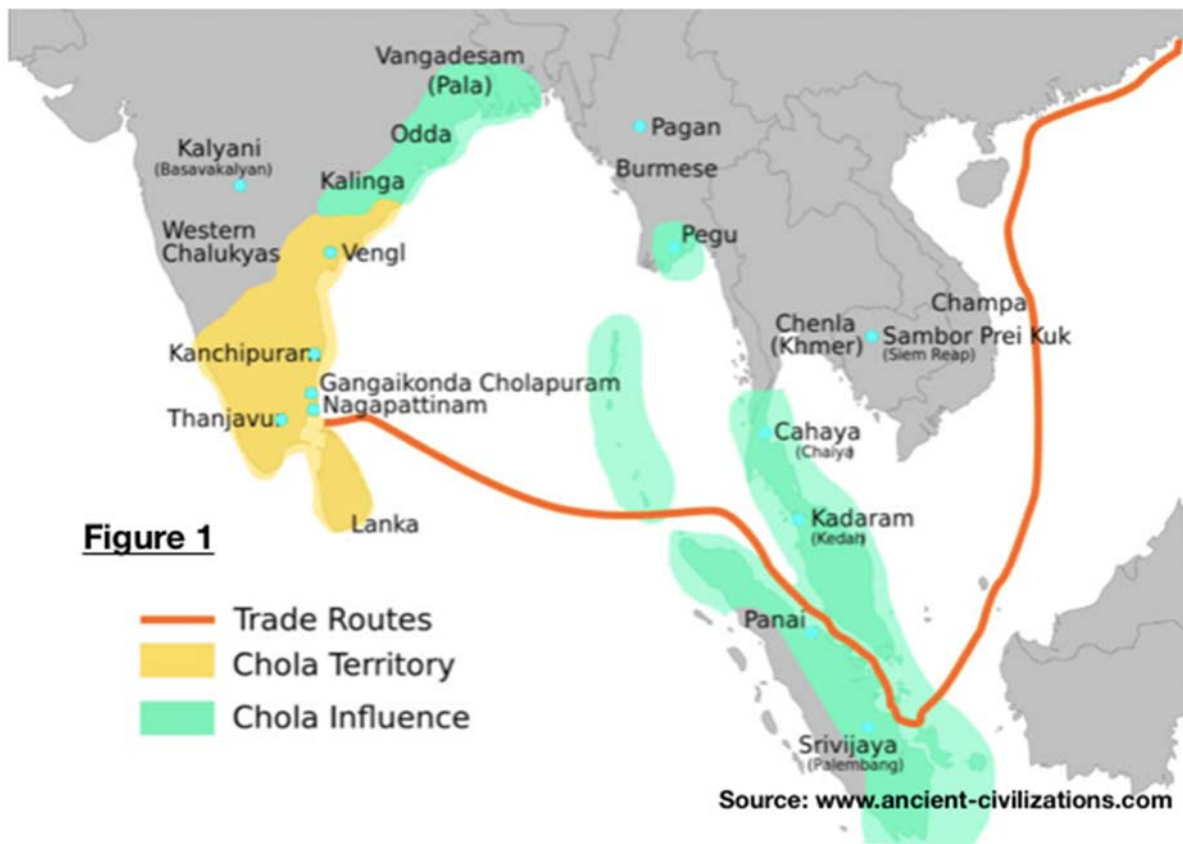 Vangadesam
(Pala)
Odda
Kalinga
Kalyani
(Basavakalyan)
Western
Chalukyas
Vengl
Pagan
Burmese
Pegu
Kanchipuram
Gangaikonda Cholapuram
Nagapattinam
Thanjavur
Lanka
Champa
Chenla
(Khmer)
Sambor Prei Kuk
(Siem Reap)
Cahaya
(Chaiya)
Kadaram
(Kedah)
Panai
Srivijaya
(Palembang)
Figure 1
Trade Routes
Chola Territory
Chola Influence
Source: www.ancient-civilizations.com